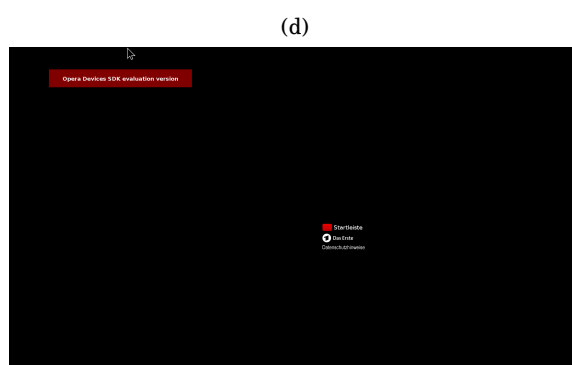 (d)
Opera Devices SDK evaluation version
Startleiste
Das Erste
Datenschutzhinweise